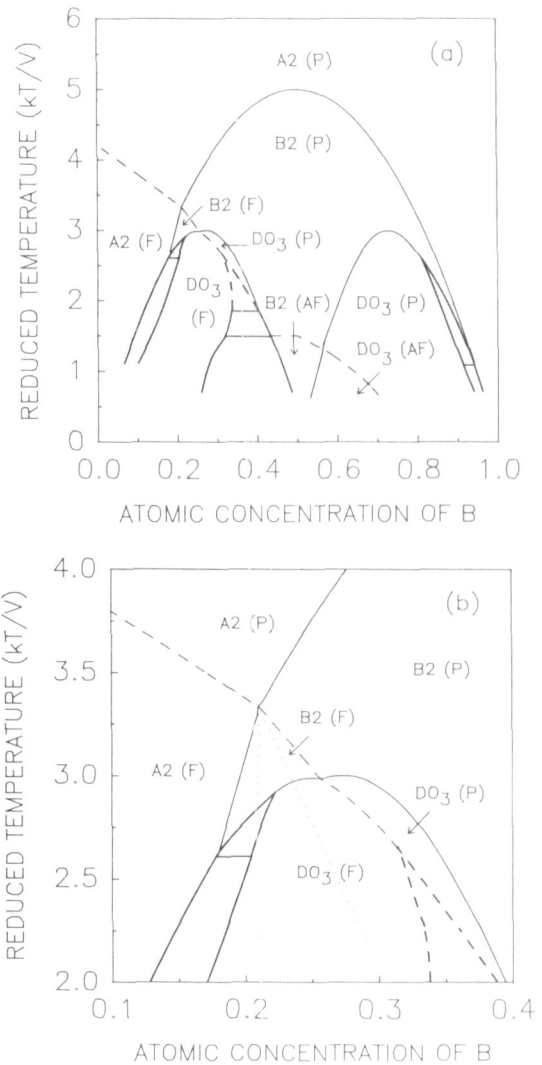 6
(a)
A2 (P)
5
B2 (P)
4
B2 (F)
3
A2 (F)
DO3 (P)
DO3
(F)
B2 (AF)
DO3 (P)
2
DO3 (AF)
1
0
0.0 0.2 0.4 0.6 0.8 1.0
REDUCED TEMPERATURE (kT/V)
ATOMIC CONCENTRATION OF B
4.0
(b)
A2 (P)
3.5
B2 (P)
B2 (F)
A2 (F)
3.0
DO3 (P)
DO3 (F)
2.5
2.0
0.1 0.2 0.3 0.4
REDUCED TEMPERATURE (kT/V)
ATOMIC CONCENTRATION OF B